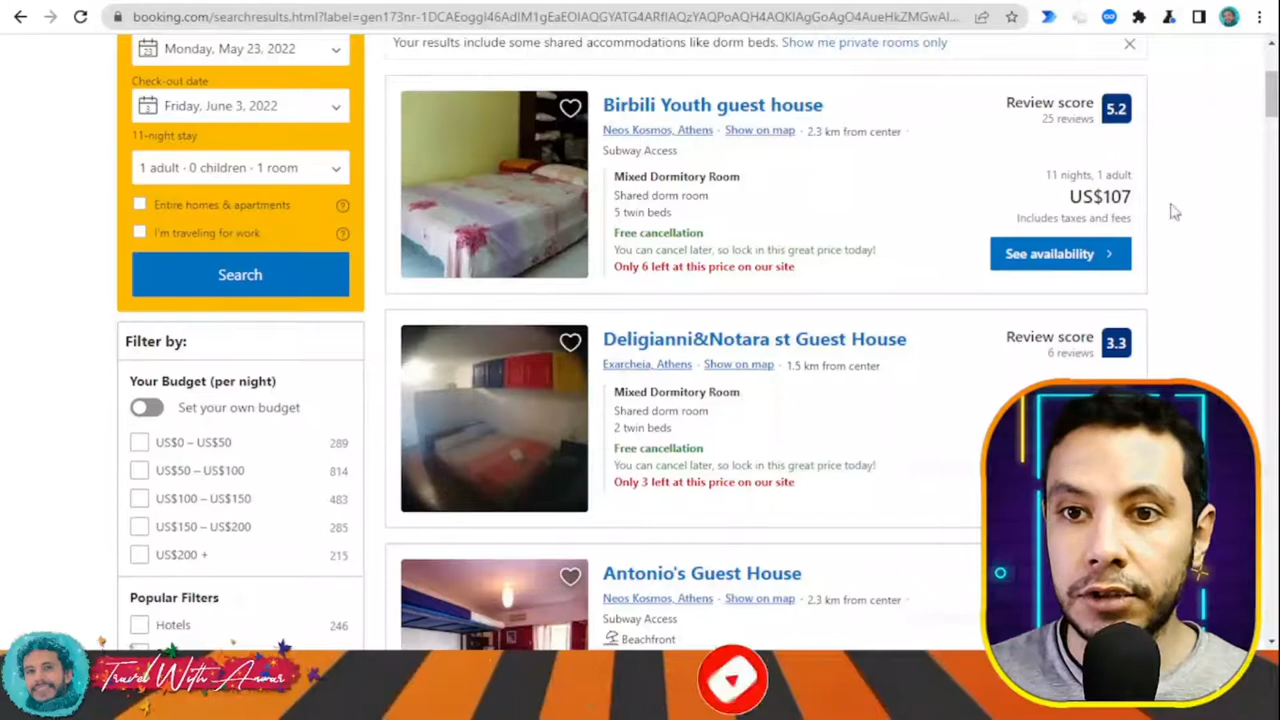 booking.com/searchresults.html?label=gen173nr-1DCAEoggI46AdIM1gEaEOIAQGYATG4ARfIAQzYAQPoAQH4AQKIAgGoAgO4AueHkZMGwAI...
Monday, May 23, 2022
Check-out date
Friday, June 3, 2022
11-night stay
1 adult · 0 children · 1 room
Entire homes & apartments
I'm traveling for work
Search
Filter by:
Your Budget (per night)
Set your own budget
US$0 – US$50 289
US$50 – US$100 814
US$100 – US$150 483
US$150 – US$200 285
US$200 + 215
Popular Filters
Hotels 246
Your results include some shared accommodations like dorm beds. Show me private rooms only
Birbili Youth guest house
Neos Kosmos, Athens · Show on map · 2.3 km from center
Subway Access
Mixed Dormitory Room
Shared dorm room
5 twin beds
Free cancellation
You can cancel later, so lock in this great price today!
Only 6 left at this price on our site
Review score 5.2
25 reviews
11 nights, 1 adult
US$107
Includes taxes and fees
See availability
Deligianni&Notara st Guest House
Exarcheia, Athens · Show on map · 1.5 km from center
Mixed Dormitory Room
Shared dorm room
2 twin beds
Free cancellation
You can cancel later, so lock in this great price today!
Only 3 left at this price on our site
Review score 3.3
6 reviews
Antonio's Guest House
Neos Kosmos, Athens · Show on map · 2.3 km from center
Subway Access
Beachfront
Travel With Anwar